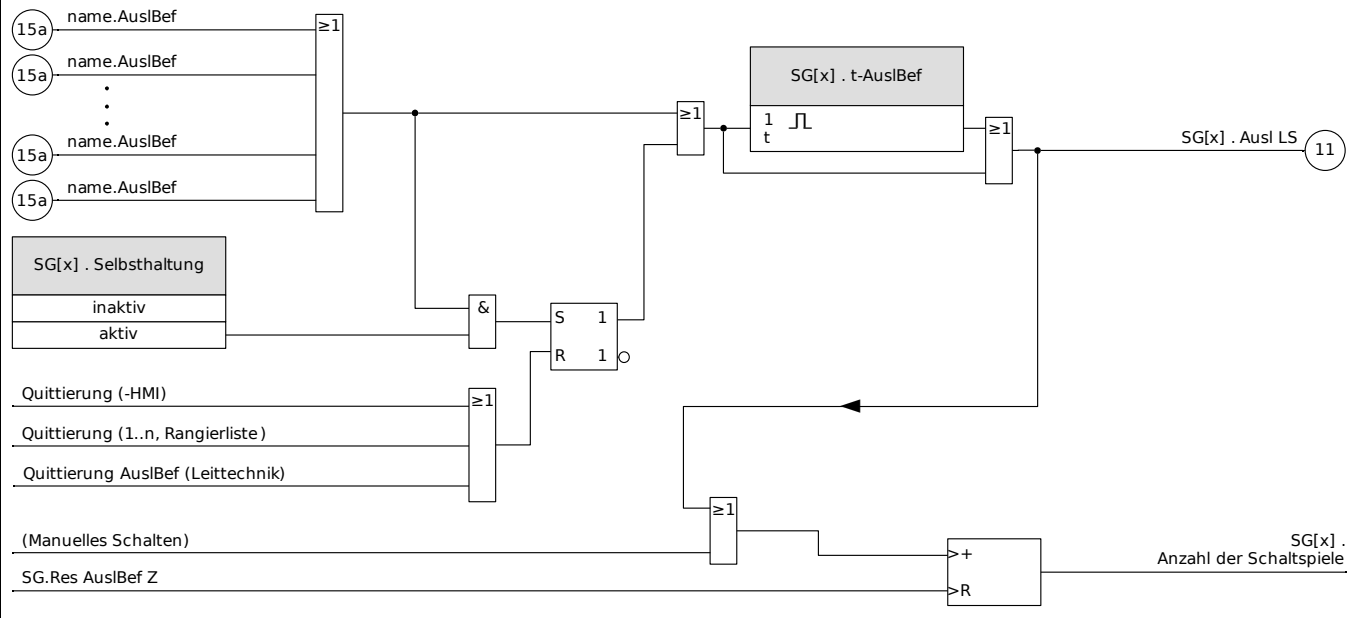 15a
name.AuslBef
≥1
15a
name.AuslBef
15a
name.AuslBef
15a
name.AuslBef
SG[x] . t-AuslBef
1
t
≥1
≥1
SG[x] . Ausl LS
11
SG[x] . Selbsthaltung
inaktiv
aktiv
&
S 1
R 1
Quittierung (-HMI)
≥1
Quittierung (1..n, Rangierliste)
Quittierung AuslBef (Leittechnik)
≥1
(Manuelles Schalten)
SG.Res AuslBef Z
>+
>R
SG[x] .
Anzahl der Schaltspiele